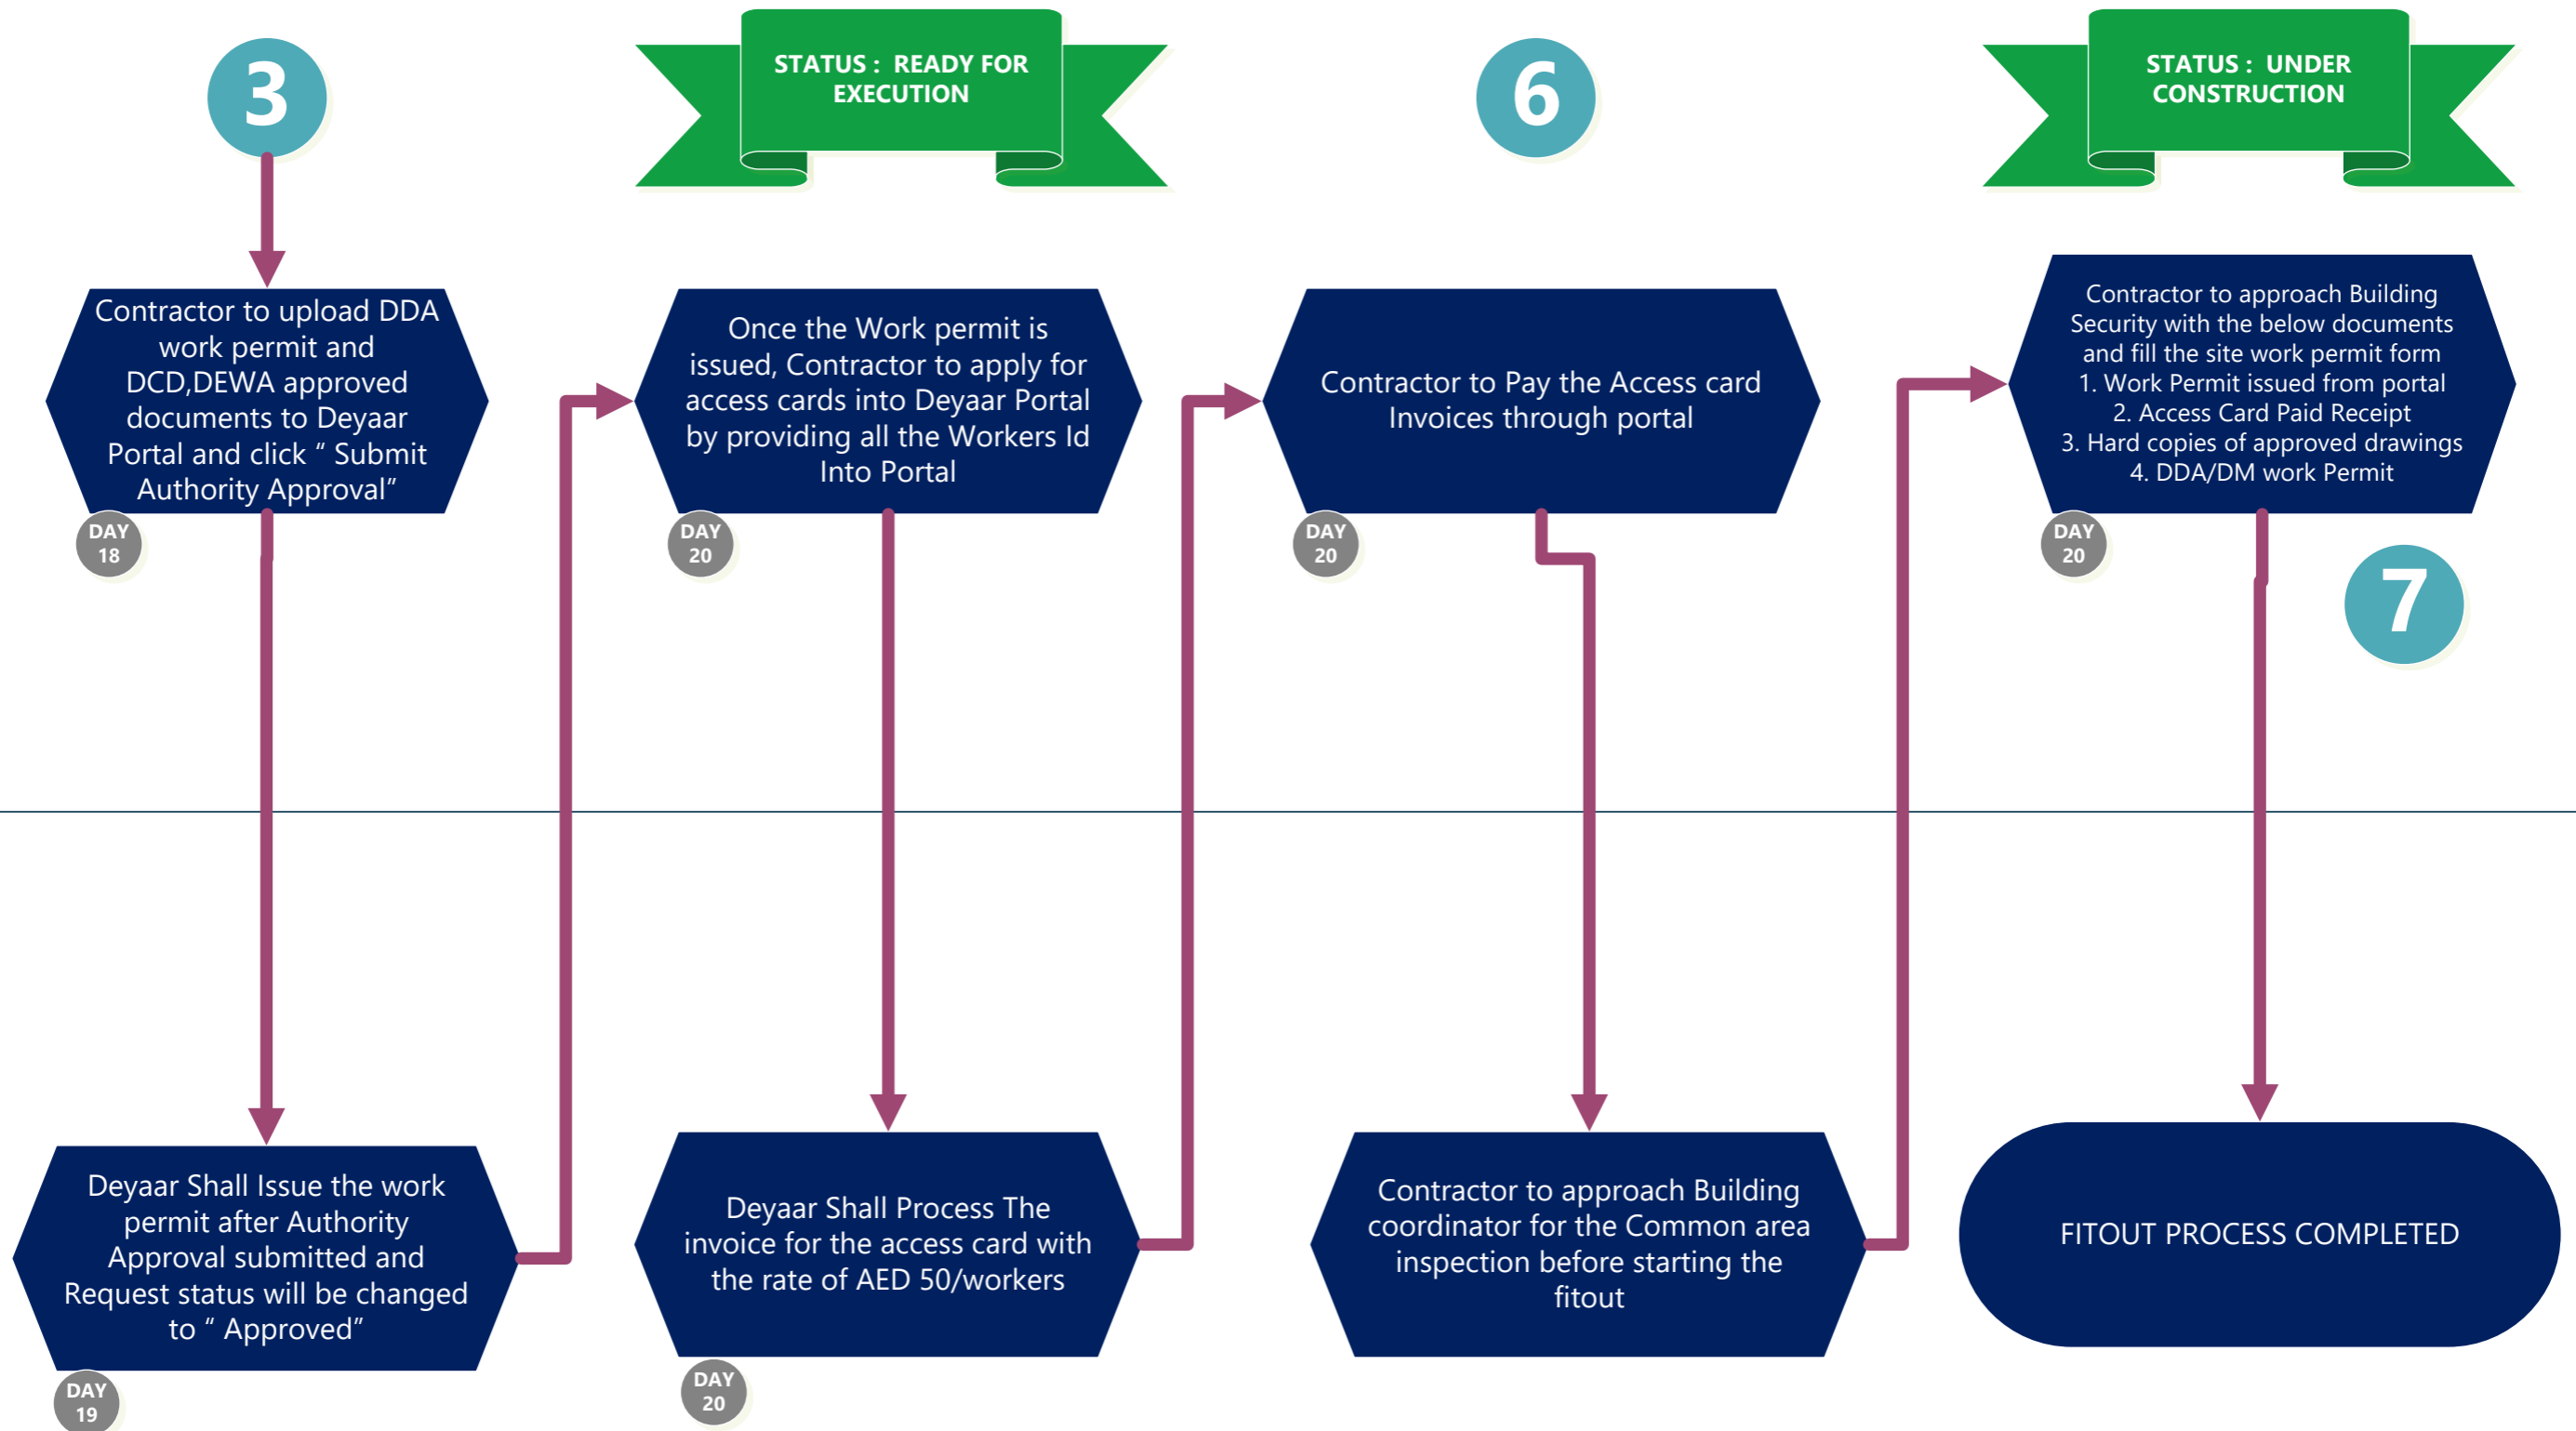 3
STATUS : READY FOR
EXECUTION
6
STATUS : UNDER
CONSTRUCTION
Contractor to upload DDA
work permit and
DCD,DEWA approved
documents to Deyaar
Portal and click “ Submit
Authority Approval”
DAY
18
Once the Work permit is
issued, Contractor to apply for
access cards into Deyaar Portal
by providing all the Workers Id
Into Portal
DAY
20
Contractor to Pay the Access card
Invoices through portal
DAY
20
Contractor to approach Building
Security with the below documents
and fill the site work permit form
1. Work Permit issued from portal
2. Access Card Paid Receipt
3. Hard copies of approved drawings
4. DDA/DM work Permit
DAY
20
7
Deyaar Shall Issue the work
permit after Authority
Approval submitted and
Request status will be changed
to “ Approved”
DAY
19
Deyaar Shall Process The
invoice for the access card with
the rate of AED 50/workers
DAY
20
Contractor to approach Building
coordinator for the Common area
inspection before starting the
fitout
FITOUT PROCESS COMPLETED